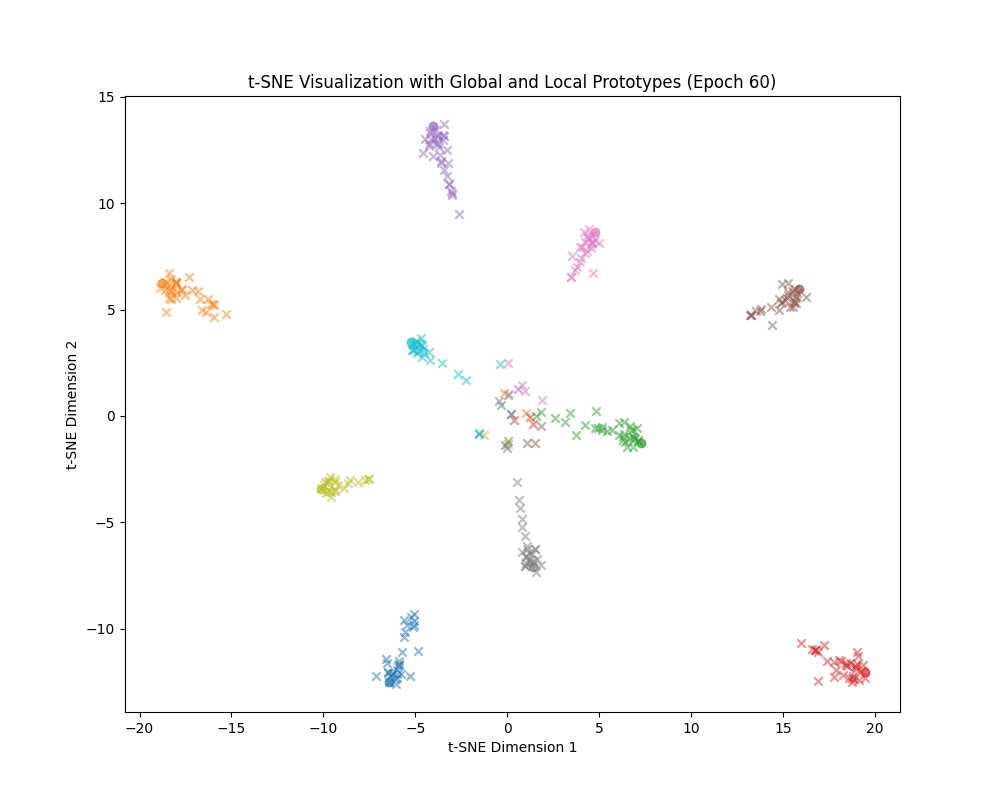 t-SNE Visualization with Global and Local Prototypes (Epoch 60)
15
10
5
0
−5
−10
t-SNE Dimension 2
−20 −15 −10 −5 0 5 10 15 20
t-SNE Dimension 1